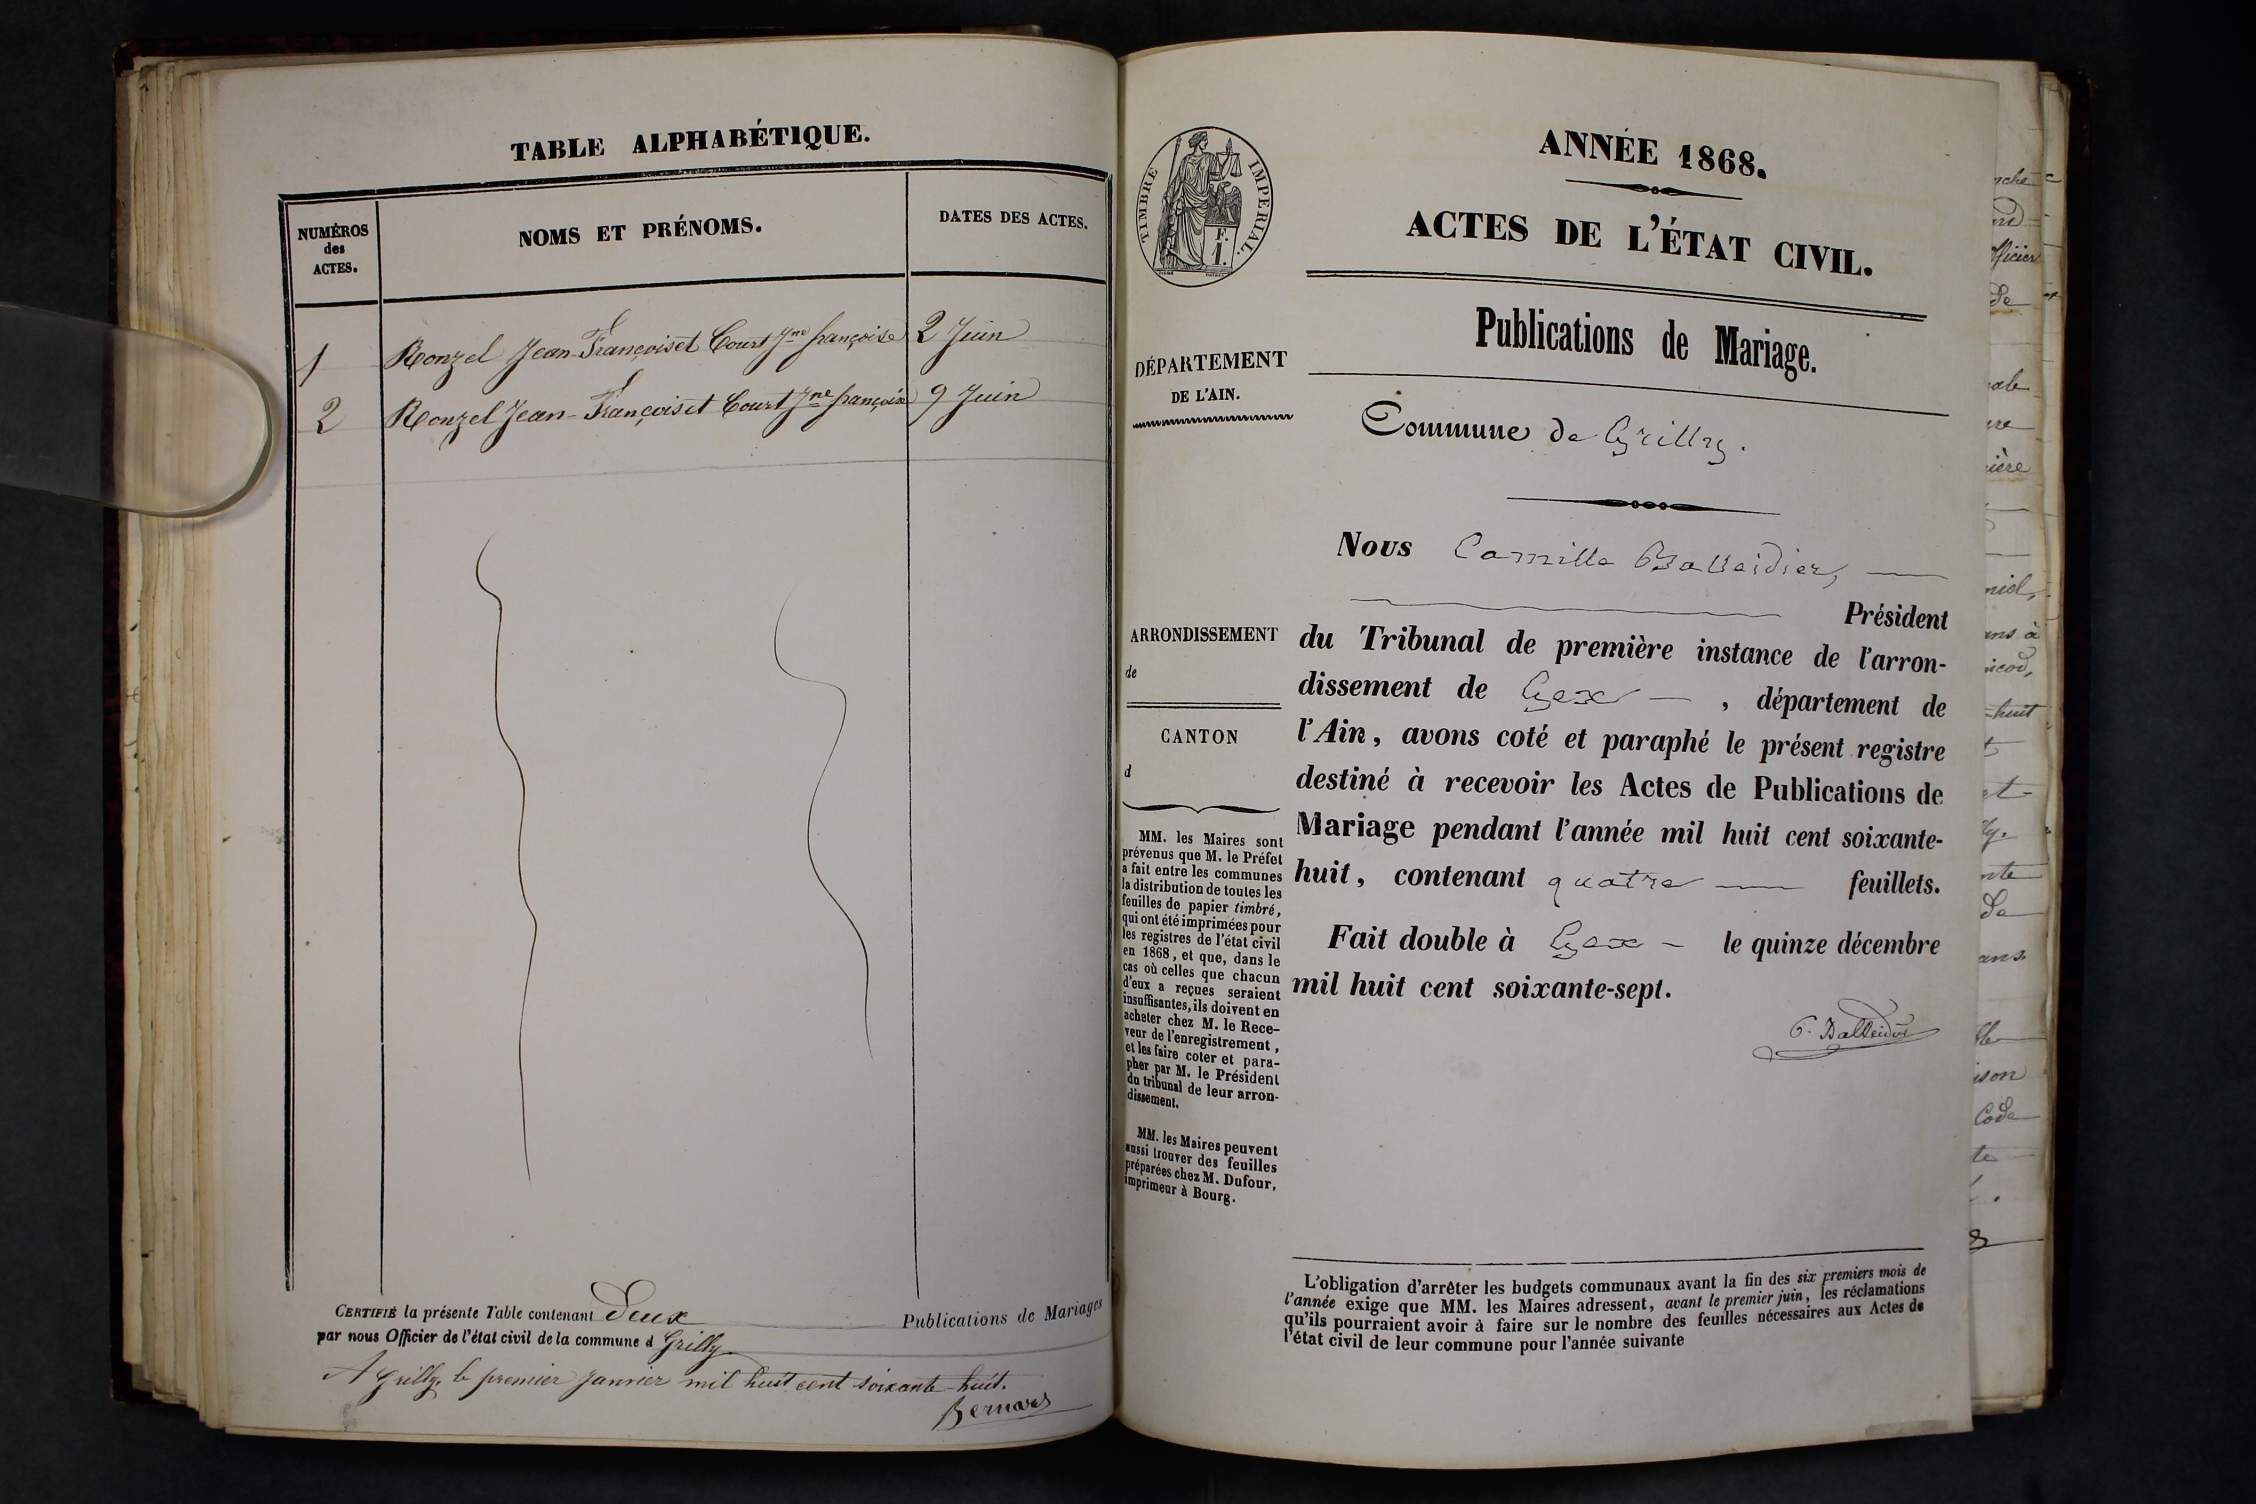 TABLE ALPHABÉTIQUE.
NUMÉROS
des
ACTES.
NOMS ET PRÉNOMS.
DATES DES ACTES.
1 Ronzel Jean-François et Court Jne françoise 2 Juin
2 Ronzel Jean-François et Court Jne françoise 9 Juin
CERTIFIÉ la présente Table contenant Deux Publications de Mariages
par nous Officier de l'état civil de la commune d Grilly
A Grilly, le premier Janvier mil huit cent soixante-huit.
Bernard
TIMBRE IMPÉRIAL.
F.
1.
DÉPARTEMENT
DE L'AIN.
ARRONDISSEMENT
de
CANTON
d
MM. les Maires sont
prévenus que M. le Préfet
a fait entre les communes
la distribution de toutes les
feuilles de papier timbré,
qui ont été imprimées pour
les registres de l'état civil
en 1868, et que, dans le
cas où celles que chacun
d'eux a reçues seraient
insuffisantes, ils doivent en
acheter chez M. le Rece-
veur de l'enregistrement,
et les faire coter et para-
pher par M. le Président
du tribunal de leur arron-
dissement.
MM. les Maires peuvent
aussi trouver des feuilles
préparées chez M. Dufour,
imprimeur à Bourg.
ANNÉE 1868.
ACTES DE L'ÉTAT CIVIL.
Publications de Mariage.
Commune de Grilly.
Nous Camille Balleidier,
Président
du Tribunal de première instance de l'arron-
dissement de Gex, département de
l'Ain, avons coté et paraphé le présent registre
destiné à recevoir les Actes de Publications de
Mariage pendant l'année mil huit cent soixante-
huit, contenant quatre feuillets.
Fait double à Gex le quinze décembre
mil huit cent soixante-sept.
C. Balleidier
L'obligation d'arrêter les budgets communaux avant la fin des six premiers mois de
l'année exige que MM. les Maires adressent, avant le premier juin, les réclamations
qu'ils pourraient avoir à faire sur le nombre des feuilles nécessaires aux Actes de
l'état civil de leur commune pour l'année suivante